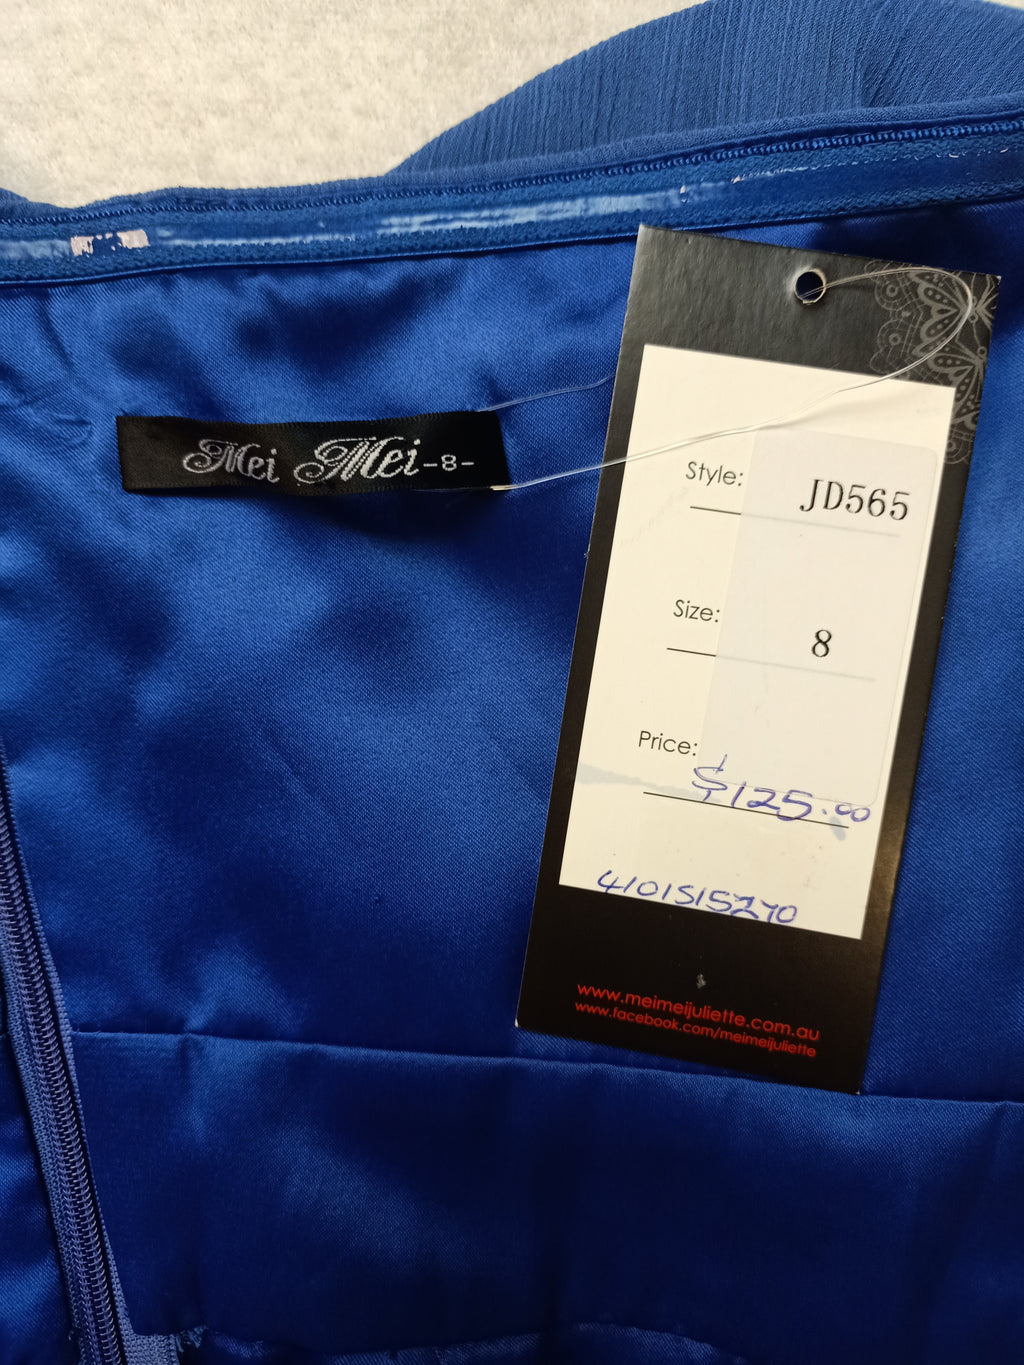 Mei Mei -8-
Style: JD565
Size: 8
Price: $125.00
4101515270
www.meimeijuliette.com.au
www.facebook.com/meimeijuliette